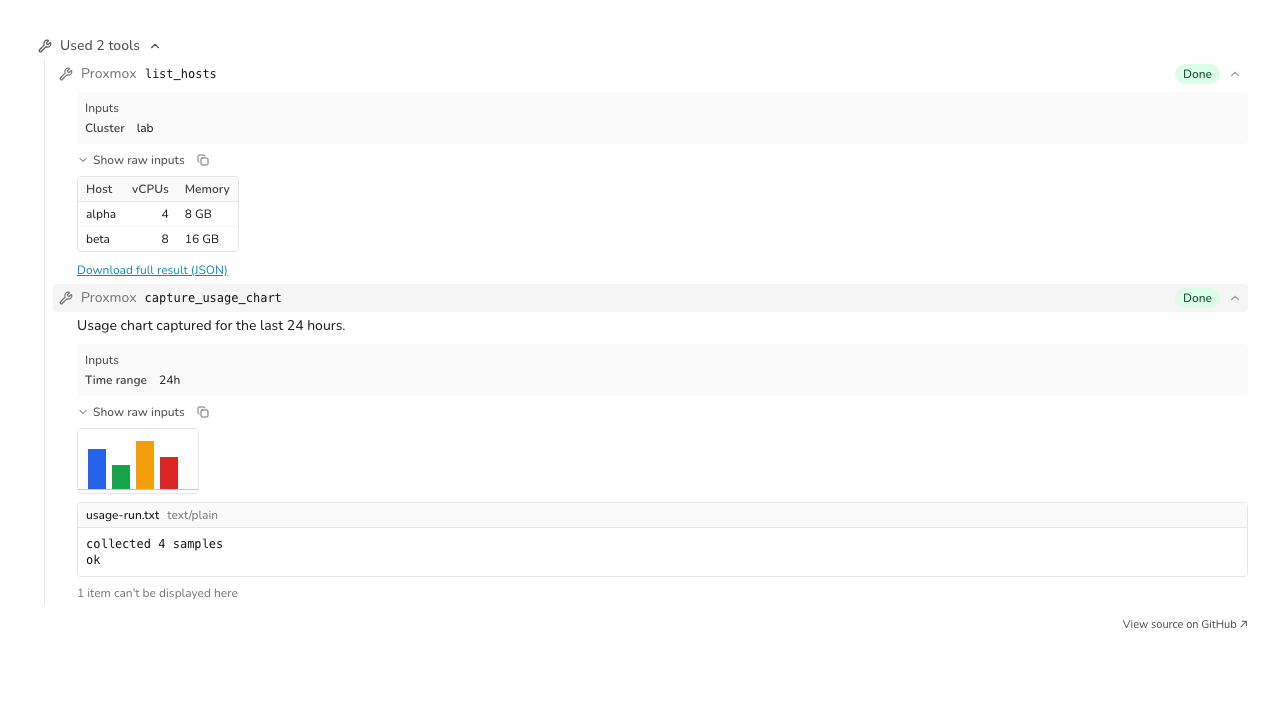 Used 2 tools
Proxmox list_hosts Done
Inputs
Cluster lab
Show raw inputs
Host vCPUs Memory
alpha 4 8 GB
beta 8 16 GB
Download full result (JSON)
Proxmox capture_usage_chart Done
Usage chart captured for the last 24 hours.
Inputs
Time range 24h
Show raw inputs
usage-run.txt text/plain
collected 4 samples
ok
1 item can't be displayed here
View source on GitHub